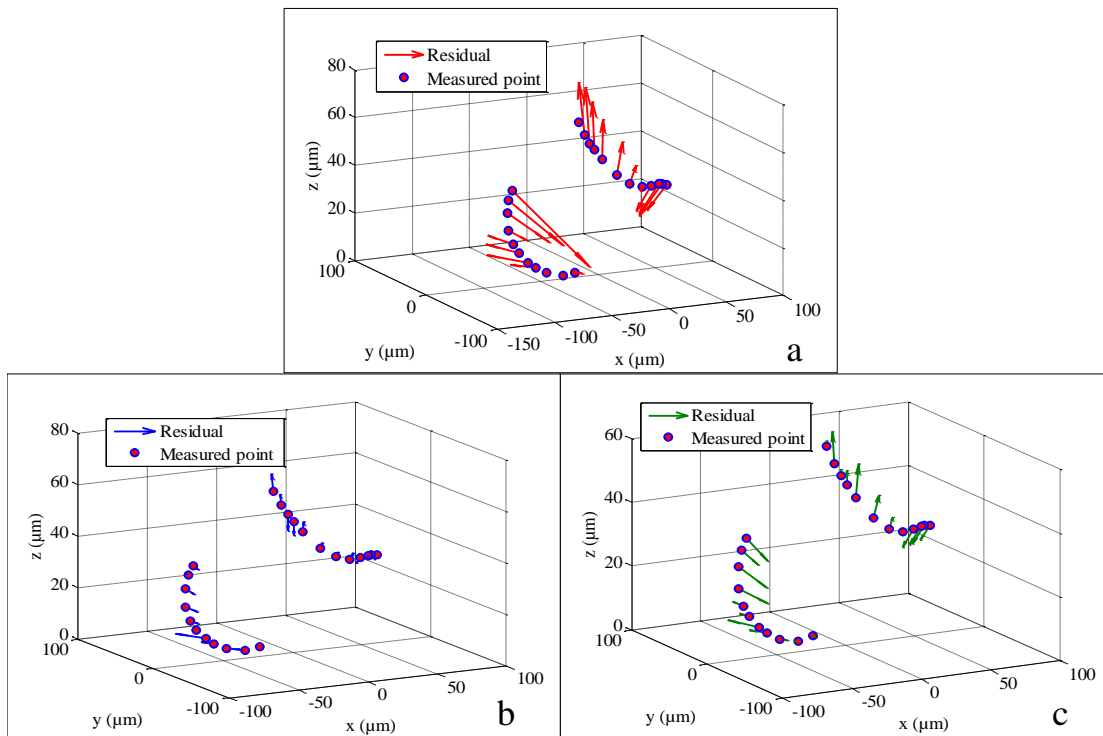 Residual
Measured point
80
60
40
20
0
100
0
-100
-150
-100
-50
0
50
100
z (μm)
y (μm)
x (μm)
a
Residual
Measured point
80
60
40
20
0
100
0
-100
-100
-50
0
50
100
z (μm)
y (μm)
x (μm)
b
Residual
Measured point
60
40
20
0
100
0
-100
-100
-50
0
50
100
z (μm)
y (μm)
x (μm)
c